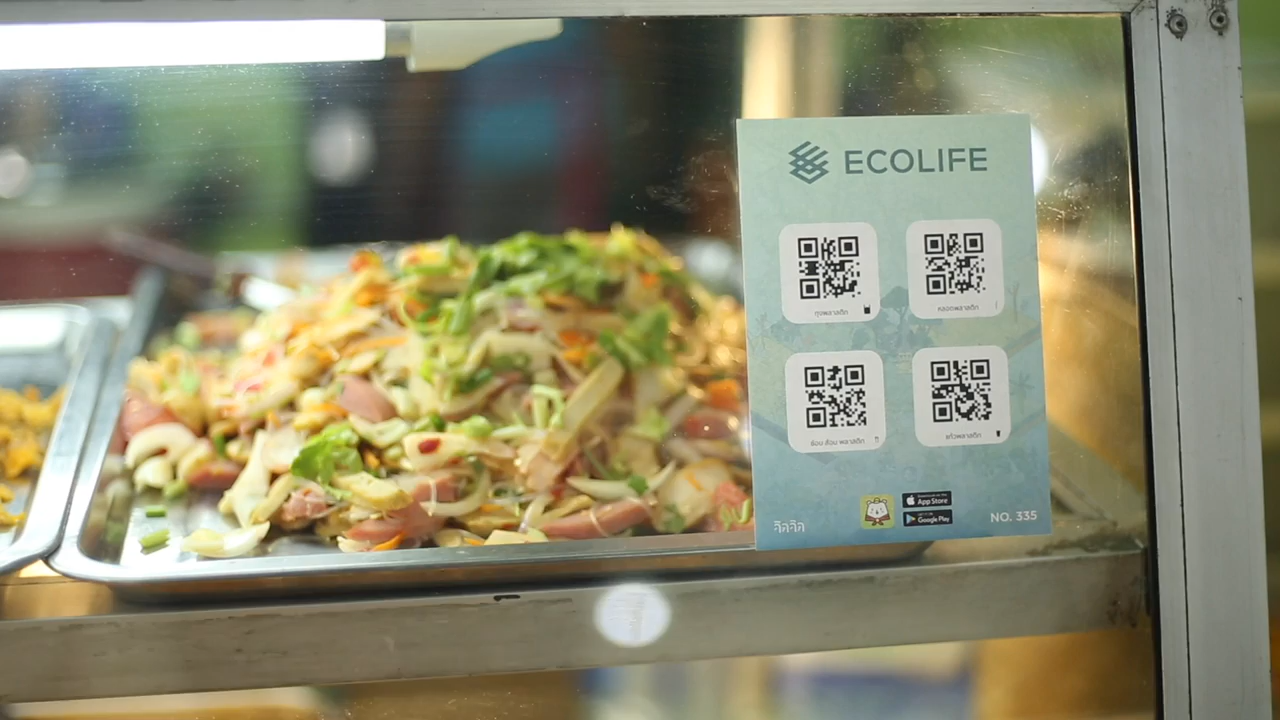 ECOLIFE
ถุงพลาสติก
หลอดพลาสติก
ช้อน ส้อม พลาสติก
แก้วพลาสติก
App Store
Google Play
NO. 335